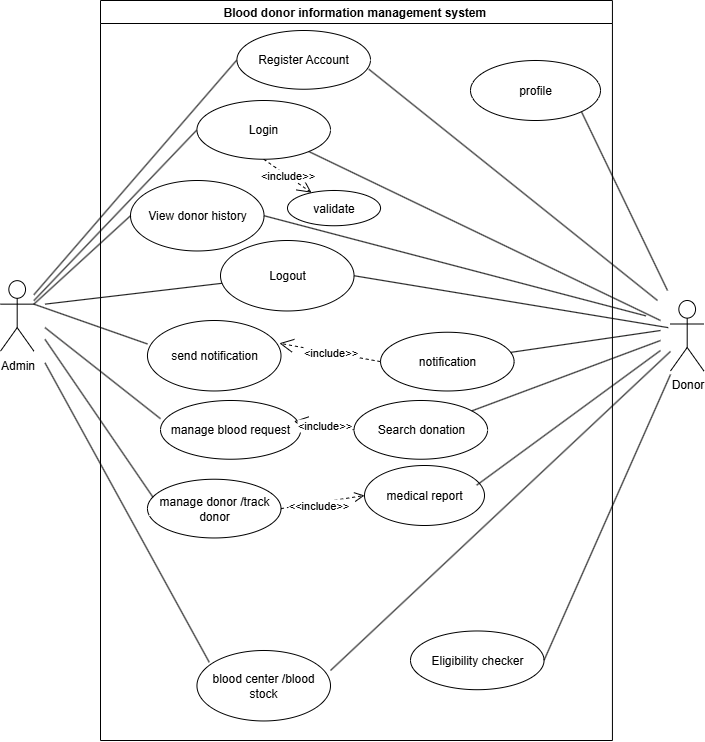 Blood donor information management system
Register Account
profile
Login
<include>>
validate
View donor history
Logout
Admin
Donor
send notification
<include>>
notification
manage blood request
<include>>
Search donation
manage donor /track
donor
<<include>>
medical report
blood center /blood
stock
Eligibility checker